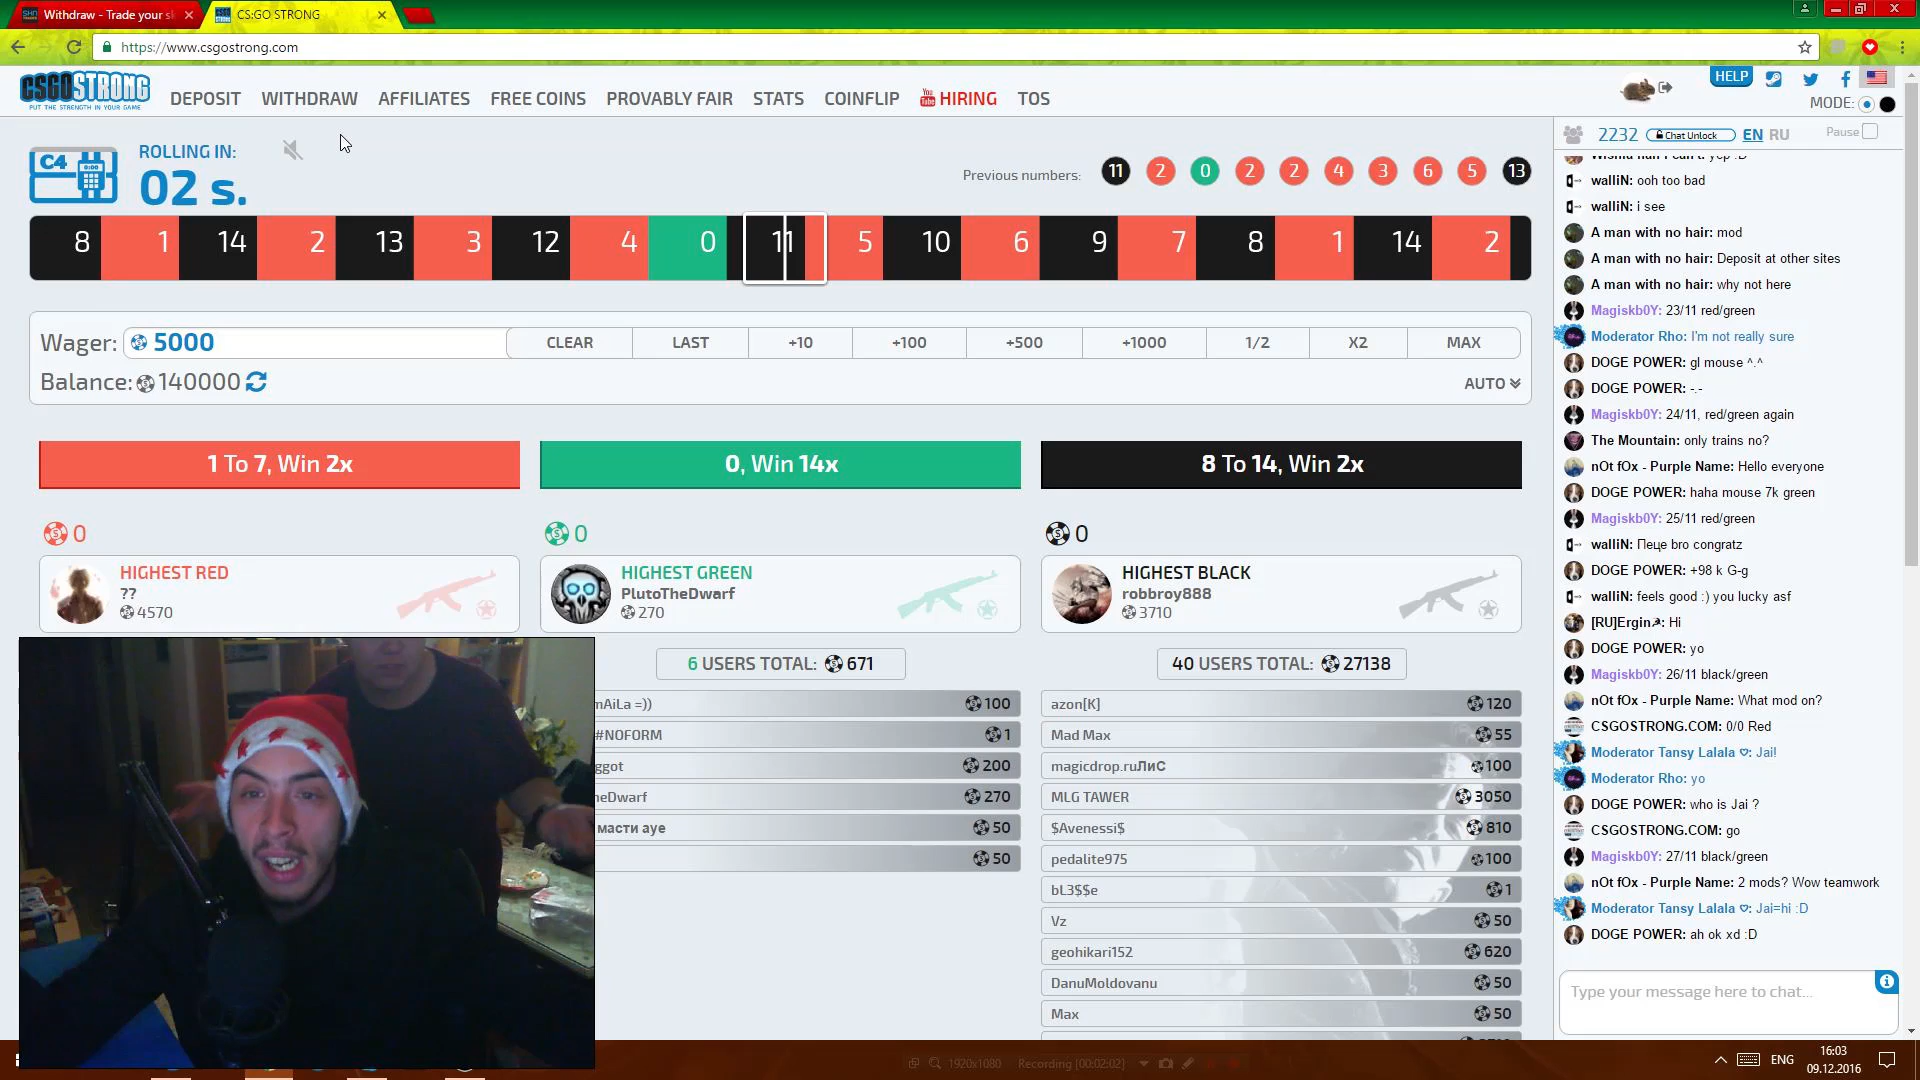 Withdraw - Trade your s
CS:GO STRONG
https://www.csgostrong.com
CSGOSTRONG
PUT THE STRENGTH IN YOUR GAME
DEPOSIT WITHDRAW AFFILIATES FREE COINS PROVABLY FAIR STATS COINFLIP You Tube HIRING TOS
HELP
MODE:
C4
ROLLING IN:
02 s.
Previous numbers: 11 2 0 2 2 4 3 6 5 13
8 1 14 2 13 3 12 4 0 11 5 10 6 9 7 8 1 14 2
Wager: 5000 CLEAR LAST +10 +100 +500 +1000 1/2 X2 MAX
Balance: 140000
AUTO
1 To 7, Win 2x
0, Win 14x
8 To 14, Win 2x
0
0
0
HIGHEST RED
??
4570
HIGHEST GREEN
PlutoTheDwarf
270
HIGHEST BLACK
robbroy888
3710
6 USERS TOTAL: 671
mAiLa =)) 100
#NOFORM 1
ggot 200
heDwarf 270
масти ауе 50
50
40 USERS TOTAL: 27138
azon[K] 120
Mad Max 55
magicdrop.ruЛиС 100
MLG TAWER 3050
$Avenessi$ 810
pedalite975 100
bL3$$e 1
Vz 50
geohikari152 620
DanuMoldovanu 50
Max 50
2232 Chat Unlock EN RU Pause
walliN: ooh too bad
walliN: i see
A man with no hair: mod
A man with no hair: Deposit at other sites
A man with no hair: why not here
Magiskb0Y: 23/11 red/green
Moderator Rho: I'm not really sure
DOGE POWER: gl mouse ^.^
DOGE POWER: -.-
Magiskb0Y: 24/11, red/green again
The Mountain: only trains no?
nOt fOx - Purple Name: Hello everyone
DOGE POWER: haha mouse 7k green
Magiskb0Y: 25/11 red/green
walliN: Пеце bro congratz
DOGE POWER: +98 k G-g
walliN: feels good :) you lucky asf
[RU]Ergin☭: Hi
DOGE POWER: yo
Magiskb0Y: 26/11 black/green
nOt fOx - Purple Name: What mod on?
CSGOSTRONG.COM: 0/0 Red
Moderator Tansy Lalala ♡: Jai!
Moderator Rho: yo
DOGE POWER: who is Jai ?
CSGOSTRONG.COM: go
Magiskb0Y: 27/11 black/green
nOt fOx - Purple Name: 2 mods? Wow teamwork
Moderator Tansy Lalala ♡: Jai=hi :D
DOGE POWER: ah ok xd :D
Type your message here to chat...
1920x1080 Recording [00:02:02]
ENG
16:03
09.12.2016